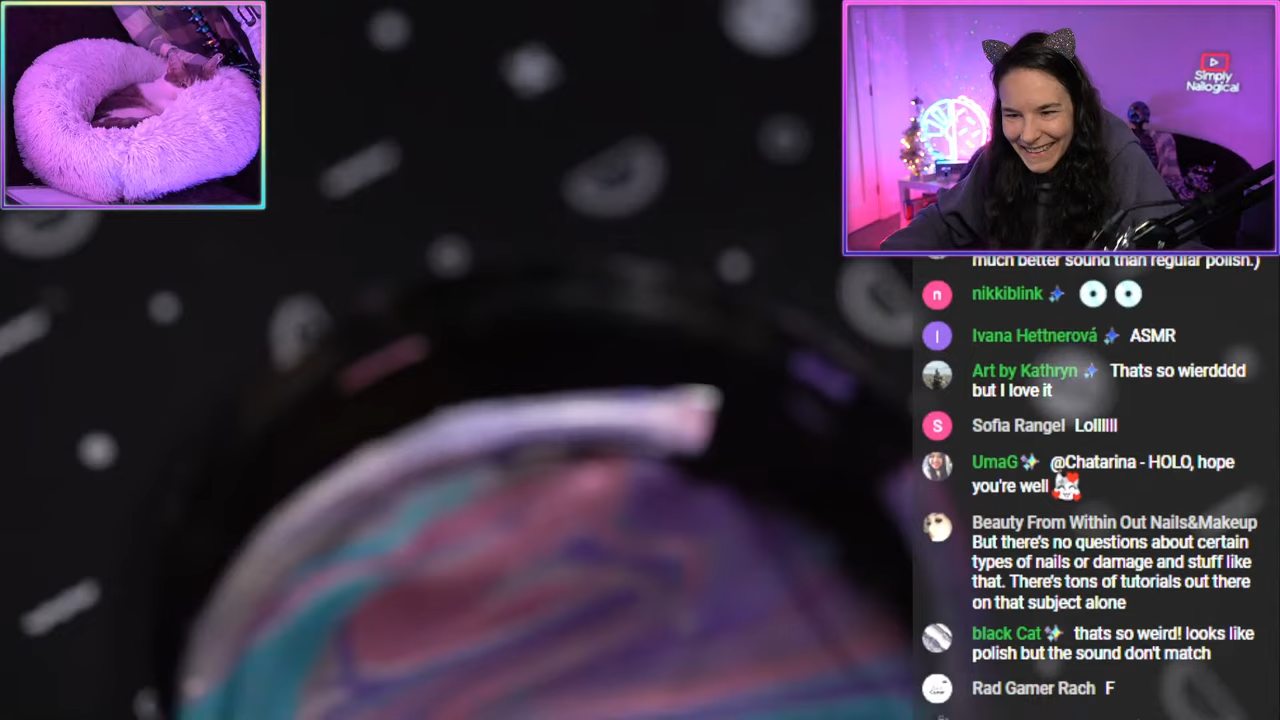 Simply
Nailogical
much better sound than regular polish.)
n nikkiblink
I Ivana Hettnerová ASMR
Art by Kathryn Thats so wierdddd
but I love it
S Sofia Rangel Lollllll
UmaG @Chatarina - HOLO, hope
you're well
Beauty From Within Out Nails&Makeup
But there's no questions about certain
types of nails or damage and stuff like
that. There's tons of tutorials out there
on that subject alone
black Cat thats so weird! looks like
polish but the sound don't match
Rad Gamer Rach F